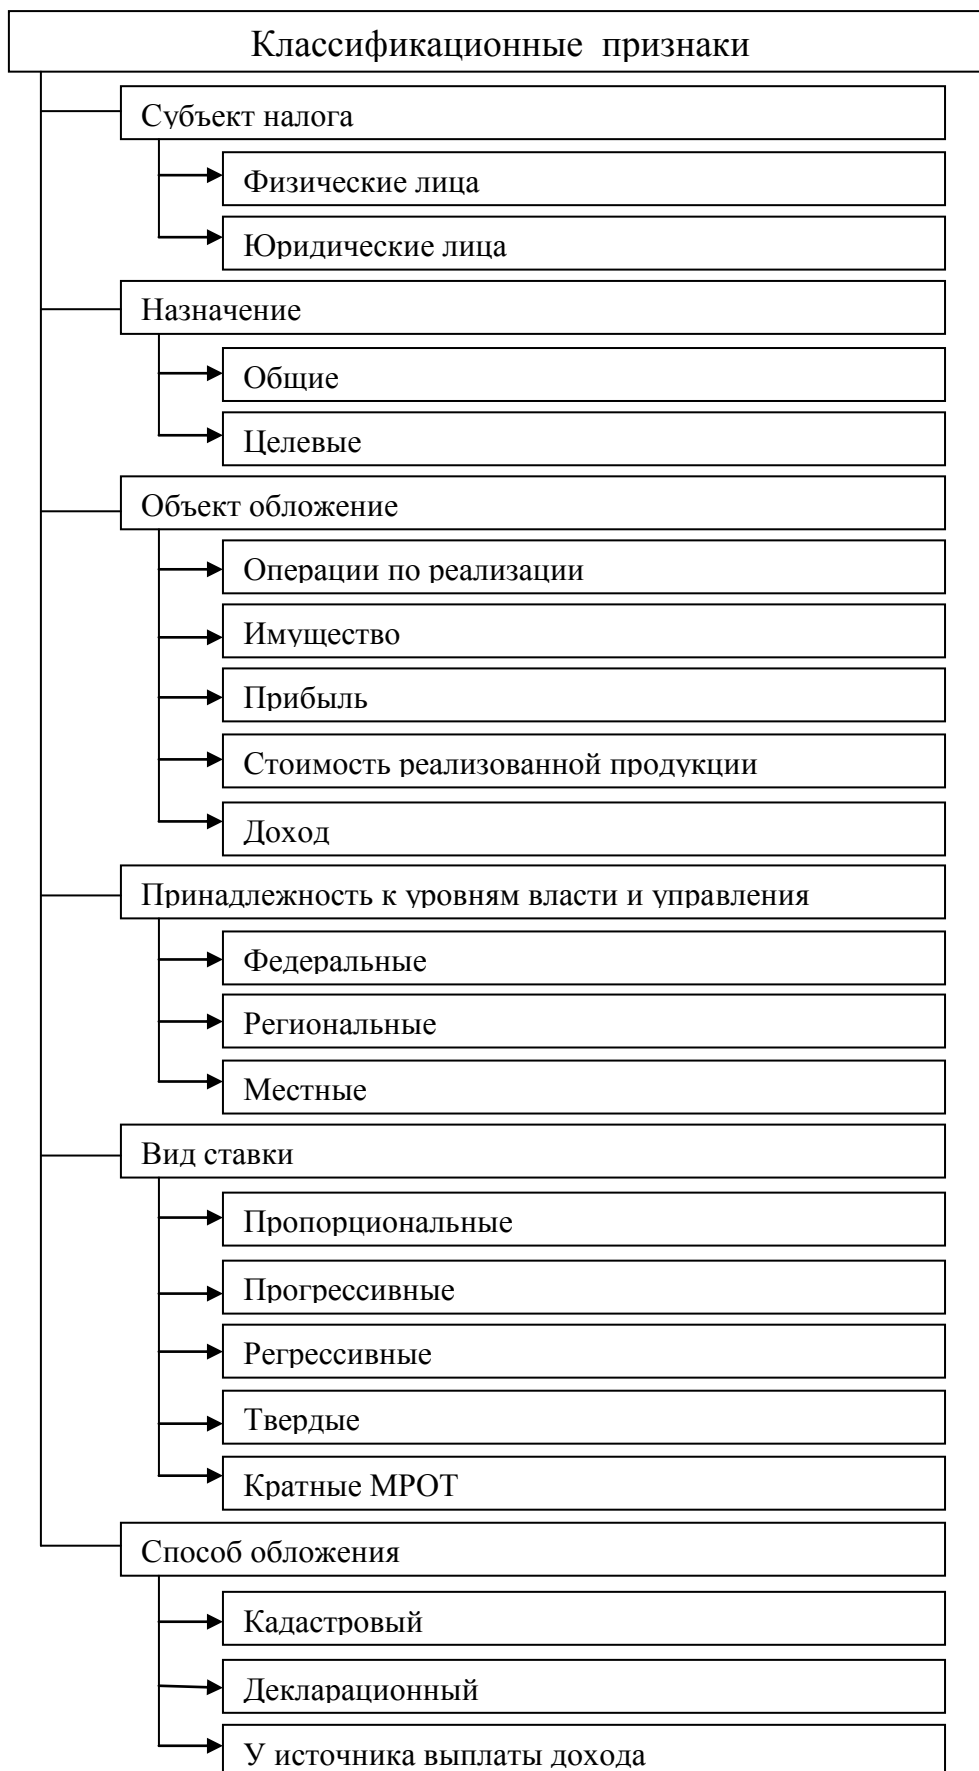 Классификационные признаки
Субъект налога
Физические лица
Юридические лица
Назначение
Общие
Целевые
Объект обложение
Операции по реализации
Имущество
Прибыль
Стоимость реализованной продукции
Доход
Принадлежность к уровням власти и управления
Федеральные
Региональные
Местные
Вид ставки
Пропорциональные
Прогрессивные
Регрессивные
Твердые
Кратные МРОТ
Способ обложения
Кадастровый
Декларационный
У источника выплаты дохода